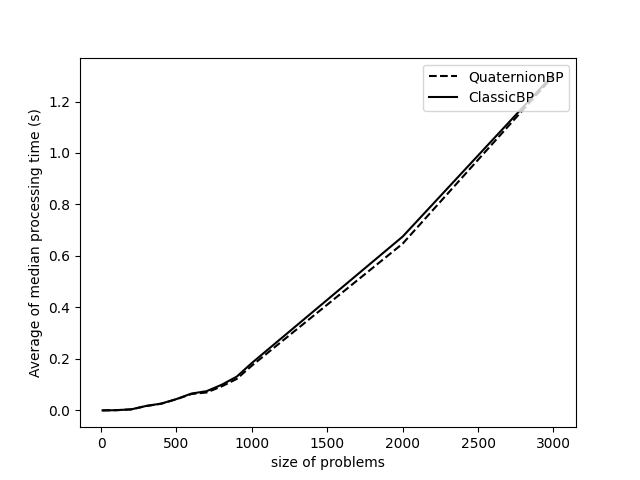 QuaternionBP
ClassicBP
1.2
1.0
0.8
0.6
0.4
0.2
0.0
Average of median processing time (s)
0 500 1000 1500 2000 2500 3000
size of problems